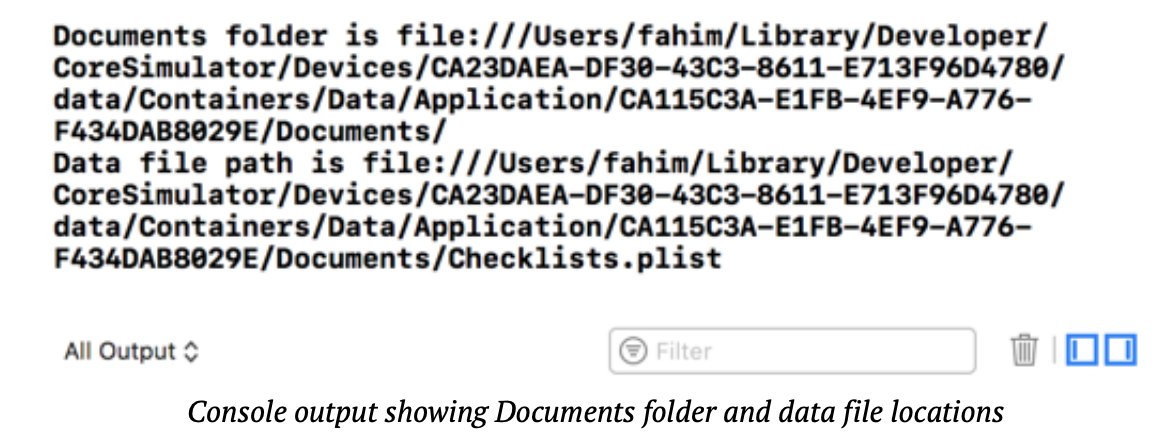 Documents folder is file:///Users/fahim/Library/Developer/
CoreSimulator/Devices/CA23DAEA-DF30-43C3-8611-E713F96D4780/
data/Containers/Data/Application/CA115C3A-E1FB-4EF9-A776-
F434DAB8029E/Documents/
Data file path is file:///Users/fahim/Library/Developer/
CoreSimulator/Devices/CA23DAEA-DF30-43C3-8611-E713F96D4780/
data/Containers/Data/Application/CA115C3A-E1FB-4EF9-A776-
F434DAB8029E/Documents/Checklists.plist
All Output Filter
Console output showing Documents folder and data file locations